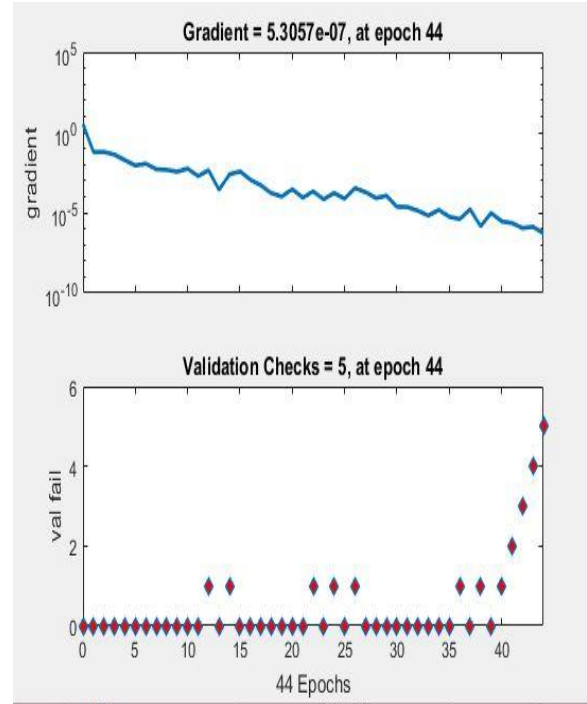 Gradient = 5.3057e-07, at epoch 44
10^5
10^0
10^-5
10^-10
gradient
Validation Checks = 5, at epoch 44
6
4
2
0
val fail
0 5 10 15 20 25 30 35 40
44 Epochs